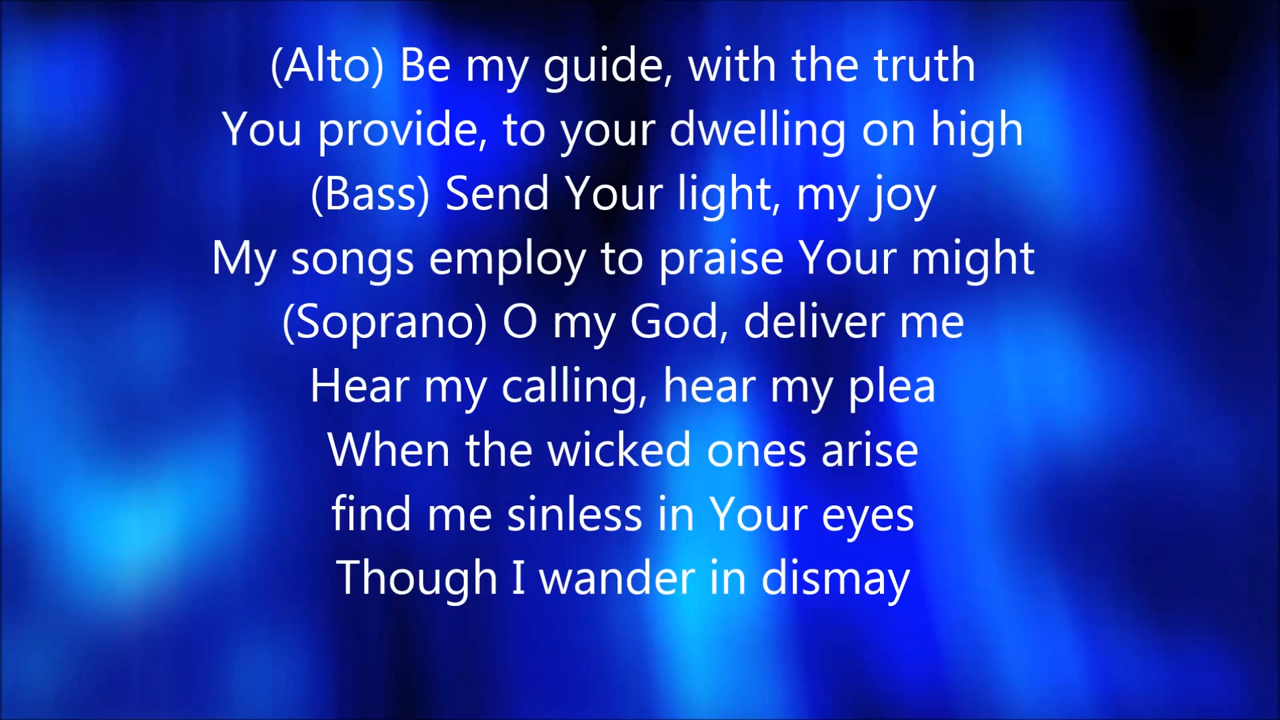 (Alto) Be my guide, with the truth
You provide, to your dwelling on high
(Bass) Send Your light, my joy
My songs employ to praise Your might
(Soprano) O my God, deliver me
Hear my calling, hear my plea
When the wicked ones arise
find me sinless in Your eyes
Though I wander in dismay